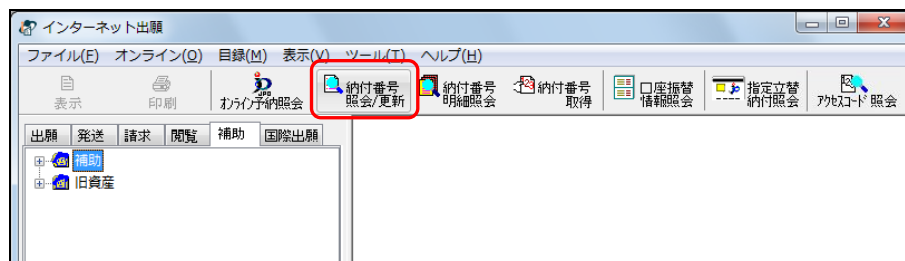 インターネット出願
ファイル(F) オンライン(O) 目録(M) 表示(V) ツール(T) ヘルプ(H)
表示
印刷
オンライン予納照会
納付番号
照会/更新
納付番号
明細照会
納付番号
取得
口座振替
情報照会
指定立替
納付照会
アクセスコード照会
出願 発送 請求 閲覧 補助 国際出願
補助
旧資産